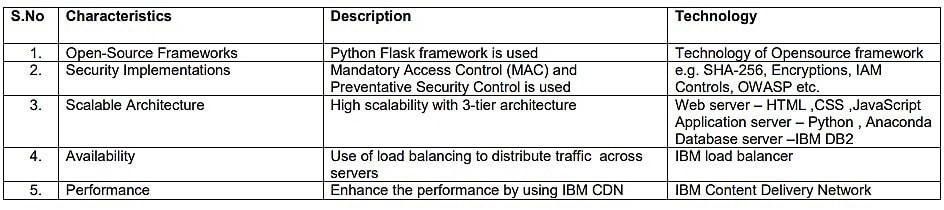 S.No Characteristics Description Technology
1. Open-Source Frameworks Python Flask framework is used Technology of Opensource framework
2. Security Implementations Mandatory Access Control (MAC) and e.g. SHA-256, Encryptions, IAM
Preventative Security Control is used Controls, OWASP etc.
3. Scalable Architecture High scalability with 3-tier architecture Web server – HTML ,CSS ,JavaScript
Application server – Python , Anaconda
Database server –IBM DB2
4. Availability Use of load balancing to distribute traffic across IBM load balancer
servers
5. Performance Enhance the performance by using IBM CDN IBM Content Delivery Network